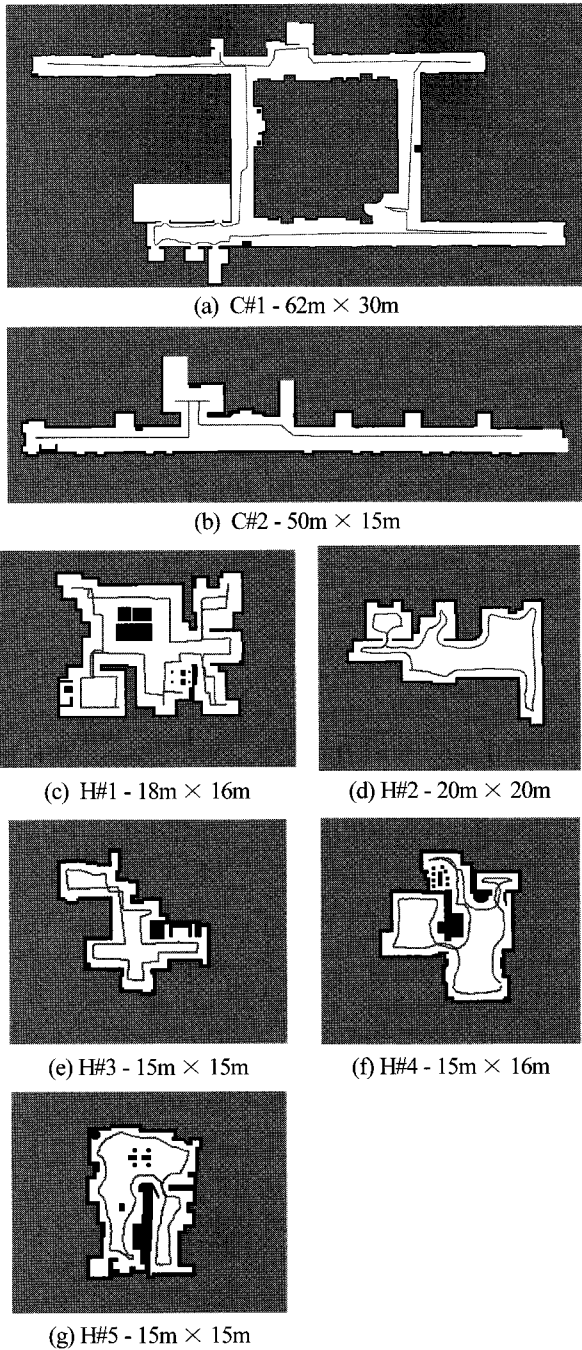 (a) C#1 - 62m × 30m
(b) C#2 - 50m × 15m
(c) H#1 - 18m × 16m
(d) H#2 - 20m × 20m
(e) H#3 - 15m × 15m
(f) H#4 - 15m × 16m
(g) H#5 - 15m × 15m